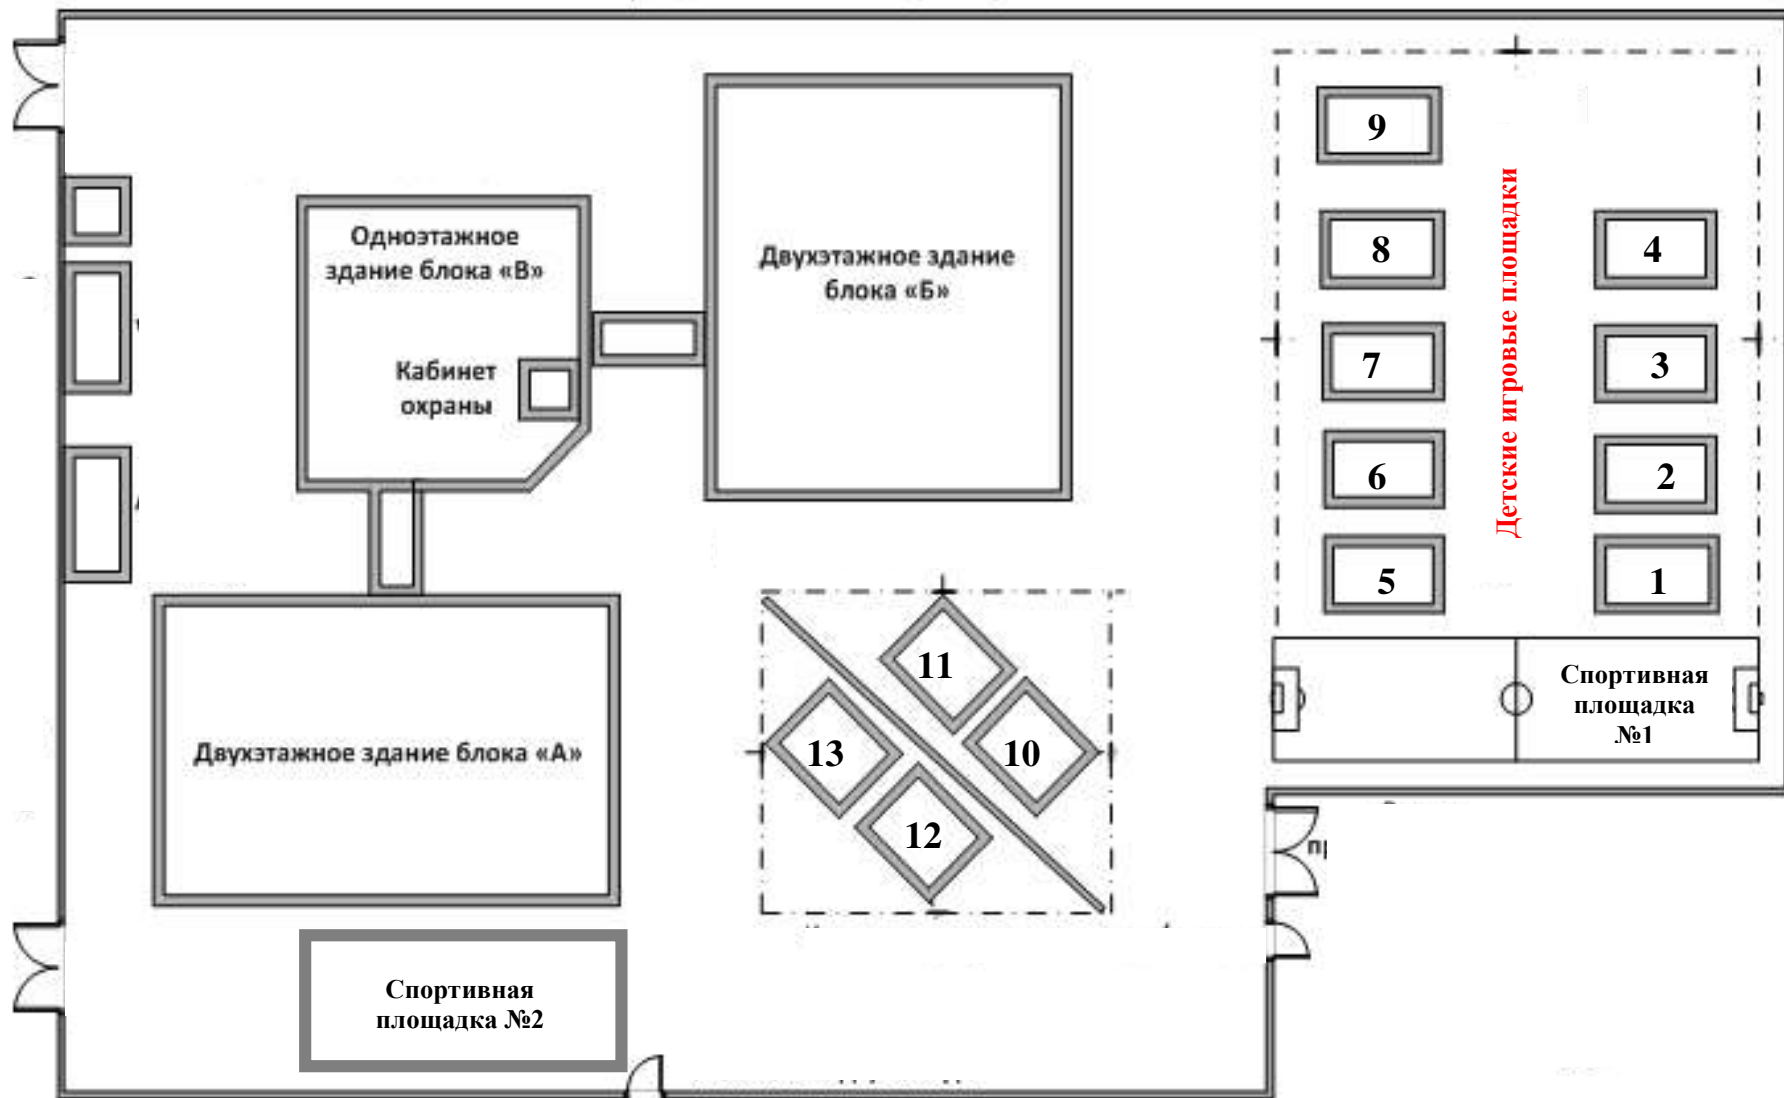 Одноэтажное
здание блока «В»
Кабинет
охраны
Двухэтажное здание
блока «Б»
Двухэтажное здание блока «А»
Спортивная
площадка №2
11
13
10
12
Детские игровые площадки
9
8
4
7
3
6
2
5
1
Спортивная
площадка
№1